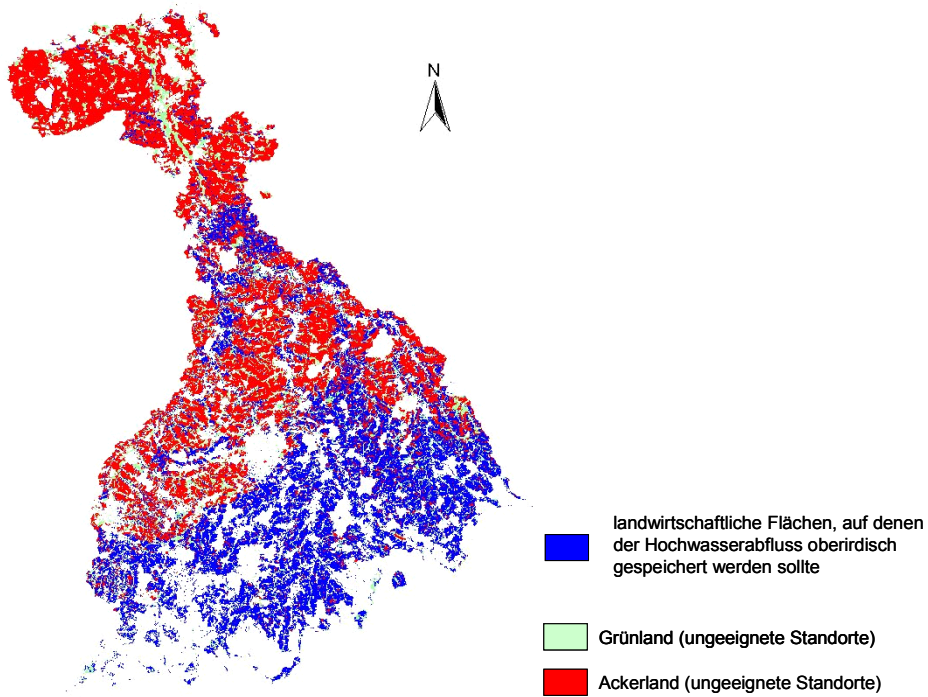 N
landwirtschaftliche Flächen, auf denen
der Hochwasserabfluss oberirdisch
gespeichert werden sollte
Grünland (ungeeignete Standorte)
Ackerland (ungeeignete Standorte)